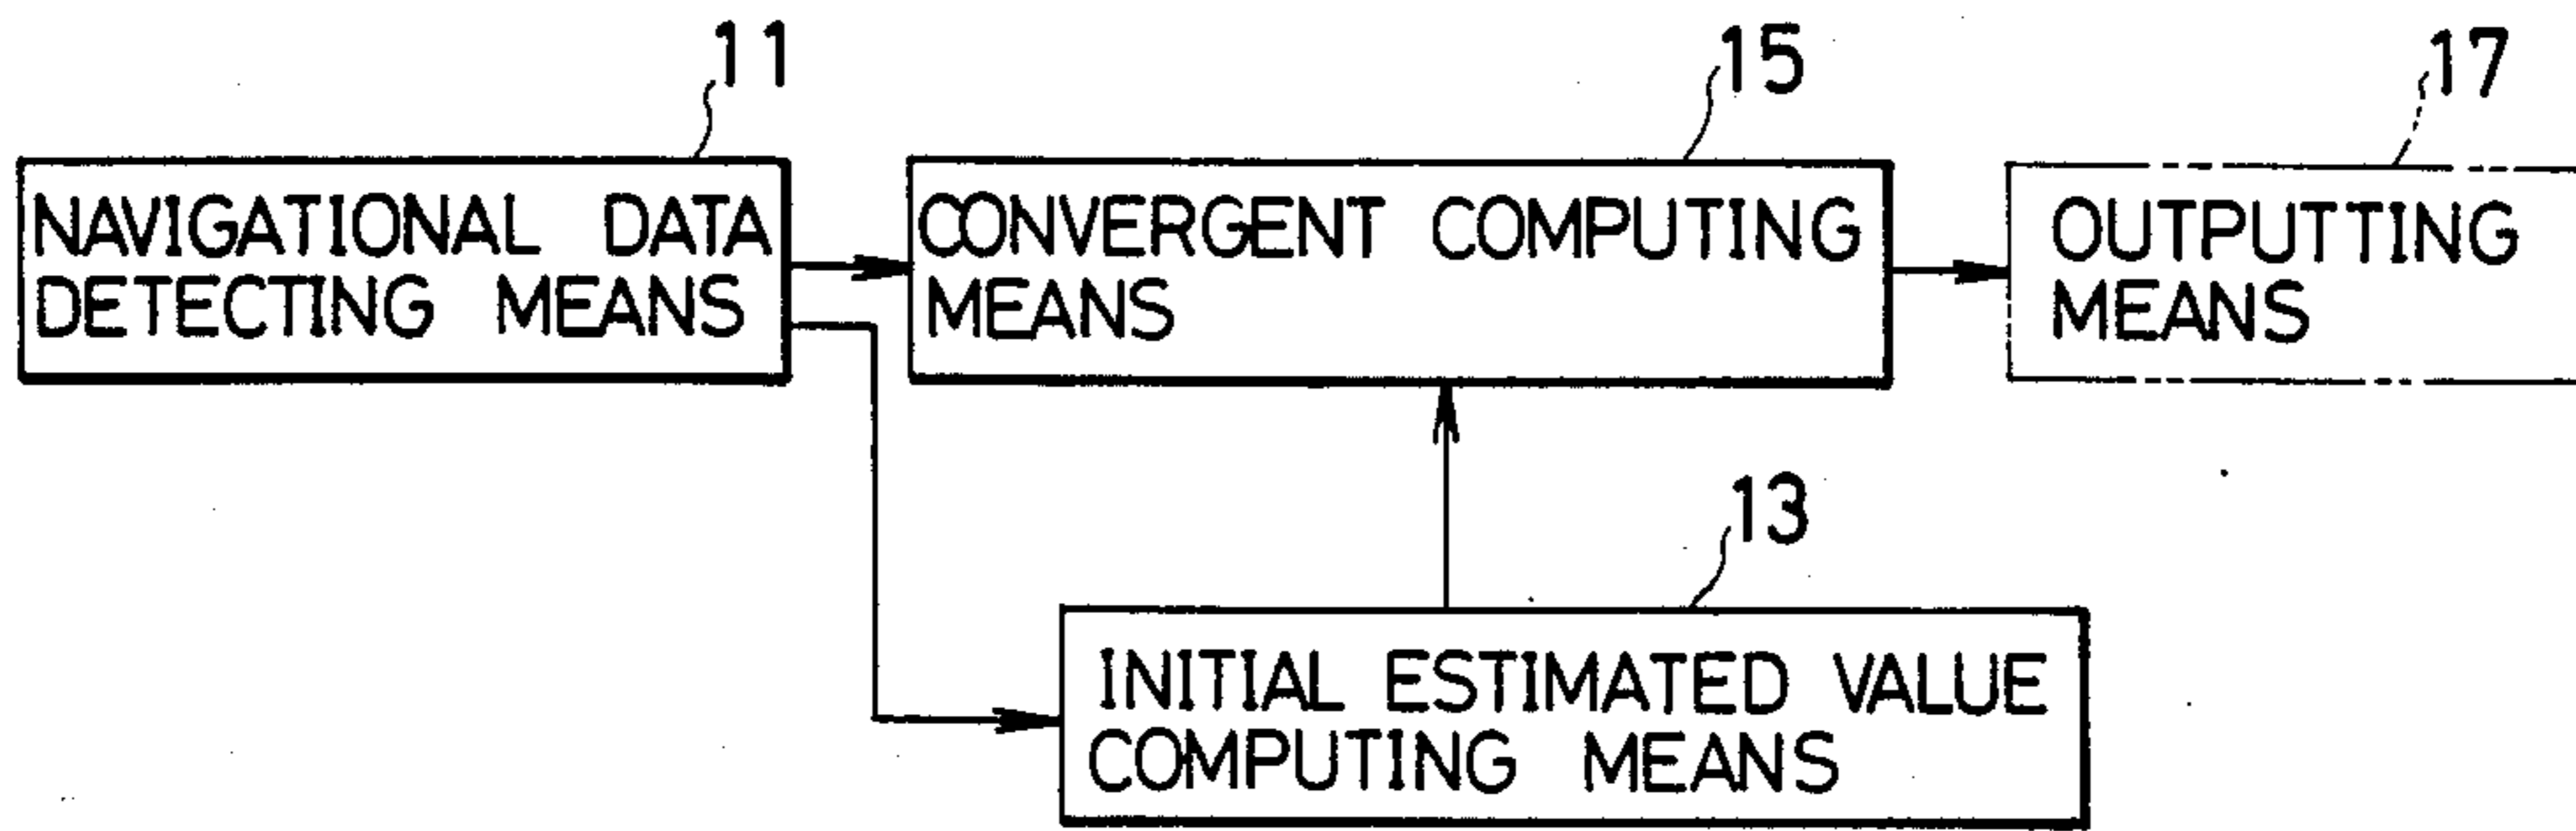 11
NAVIGATIONAL DATA
DETECTING MEANS
15
CONVERGENT COMPUTING
MEANS
17
OUTPUTTING
MEANS
13
INITIAL ESTIMATED VALUE
COMPUTING MEANS